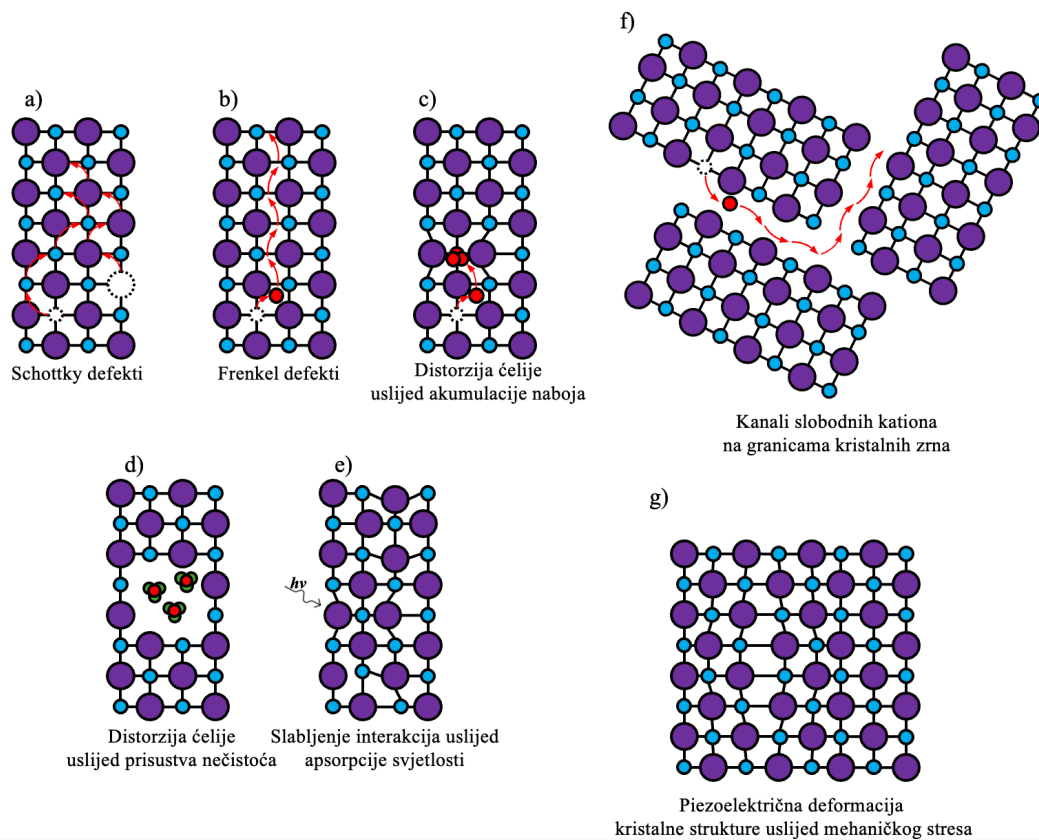 a)
Schottky defekti
b)
Frenkel defekti
c)
Distorzija ćelije
uslijed akumulacije naboja
f)
Kanali slobodnih kationa
na granicama kristalnih zrna
d)
Distorzija ćelije
uslijed prisustva nečistoća
e)
hν
Slabljenje interakcija uslijed
apsorpcije svjetlosti
g)
Piezoelektrična deformacija
kristalne strukture uslijed mehaničkog stresa